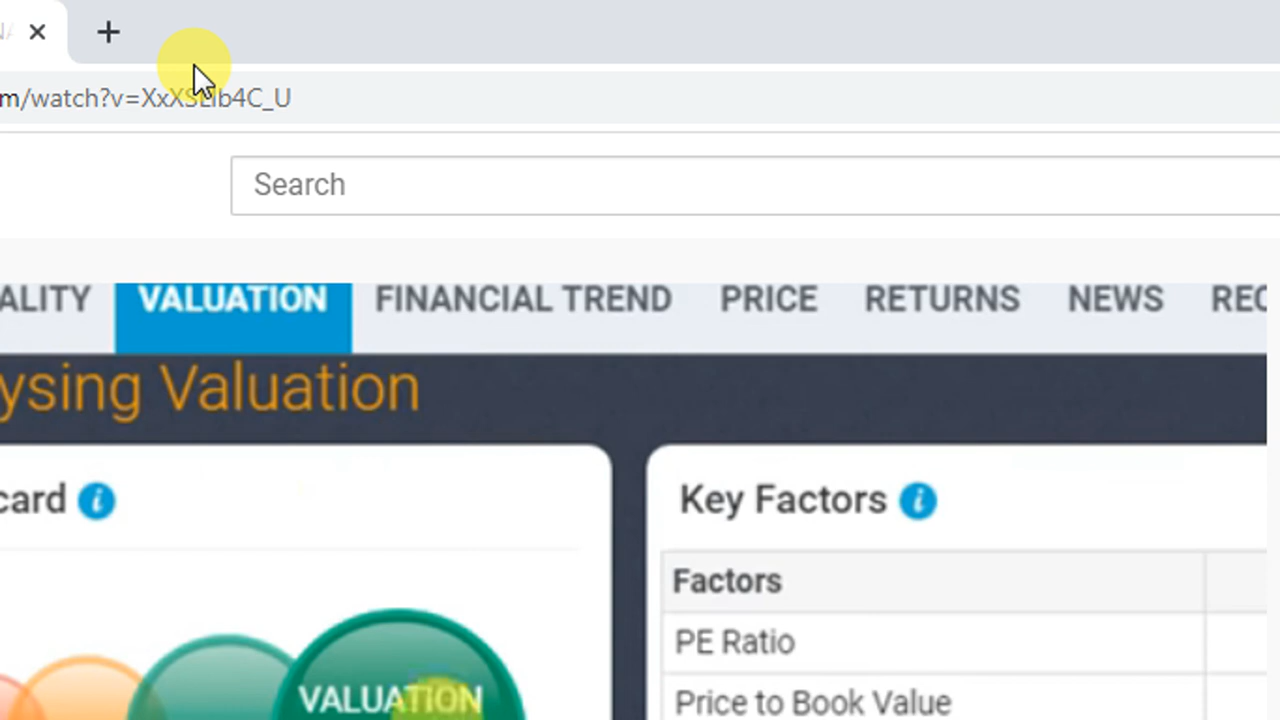 m/watch?v=XxXSLIb4C_U
Search
ALITY VALUATION FINANCIAL TREND PRICE RETURNS NEWS REC
ysing Valuation
card
Key Factors
Factors
PE Ratio
Price to Book Value
VALUATION